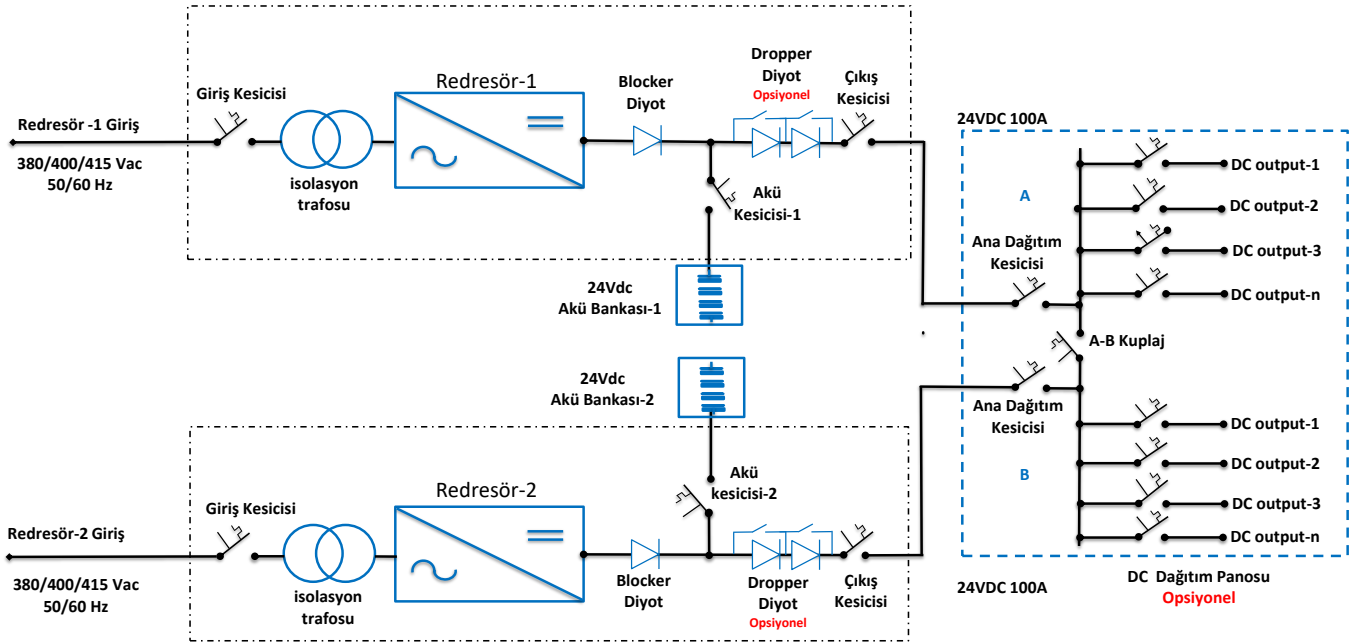 Redresör -1 Giriş
380/400/415 Vac
50/60 Hz
Giriş Kesicisi
isolasyon
trafosu
Redresör-1
Blocker
Diyot
Dropper
Diyot
Opsiyonel
Çıkış
Kesicisi
Akü
Kesicisi-1
24Vdc
Akü Bankası-1
24VDC 100A
A
Ana Dağıtım
Kesicisi
DC output-1
DC output-2
DC output-3
DC output-n
A-B Kuplaj
24Vdc
Akü Bankası-2
Ana Dağıtım
Kesicisi
B
DC output-1
DC output-2
DC output-3
DC output-n
Redresör-2 Giriş
380/400/415 Vac
50/60 Hz
Giriş Kesicisi
isolasyon
trafosu
Redresör-2
Akü
kesicisi-2
Blocker
Diyot
Dropper
Diyot
Opsiyonel
Çıkış
Kesicisi
24VDC 100A
DC Dağıtım Panosu
Opsiyonel